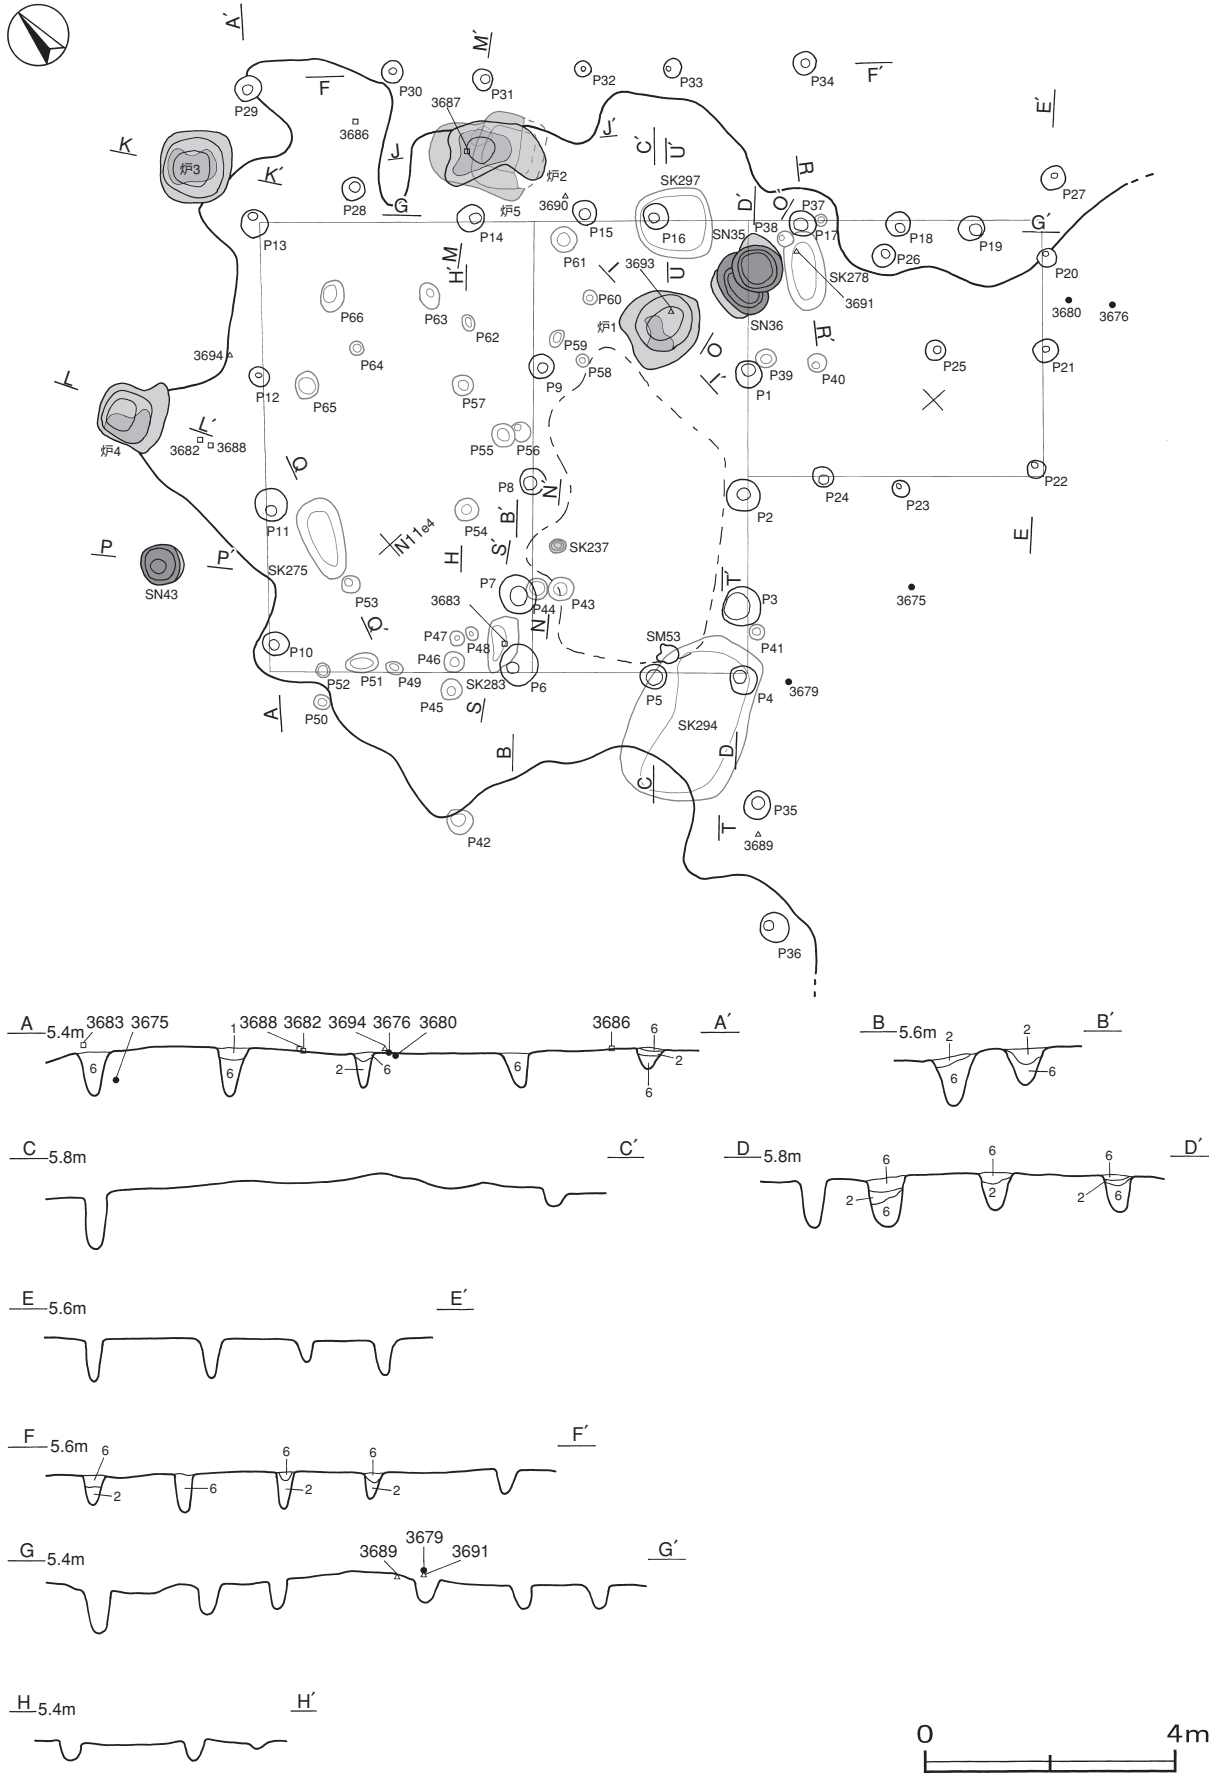 A′
M′
F
P30
P31
P32
P33
P34
F′
P29
3687
E′
3686
K
炉3
K′
J
J′
C′
U′
炉2
SK297
R
P27
P28
G
3690
炉5
D′
O′
P37
P13
P14
P15
P16
SN35
P38
P17
P18
P19
G′
P26
P20
M
H′
P61
I
3693
U
SK278
3691
3680
3676
P66
P63
P60
P62
炉1
SN36
P59
R′
3694
P64
P58
O
P25
P21
L
P12
P65
P57
P9
I′
P39
P1
P40
炉4
L′
3682
3688
P55
P56
Q
P8
N′
P24
P23
P22
P11
P54
B′
P2
N11e4
E
P
P′
SK275
H
S′
SK237
SN43
P53
P7
T′
P3
3675
3683
P44
P43
Q′
P47
P48
N
P10
SM53
P41
P46
P52
P51
P49
SK283
P6
P5
P4
3679
A
P50
P45
S
SK294
B
D
C
P42
P35
T
3689
P36
A 5.4m 3683 3675 1 3688 3682 3694 3676 3680 3686 6 A′
6 6 2 6 6 2
6
B 5.6m 2 2 B′
6 6
C 5.8m C′
D 5.8m 6 6 6 D′
2 6 2 2 6
E 5.6m E′
F 5.6m 6 6 6 F′
2 6 2 2
G 5.4m 3689 3679 3691 G′
H 5.4m H′
0 4m